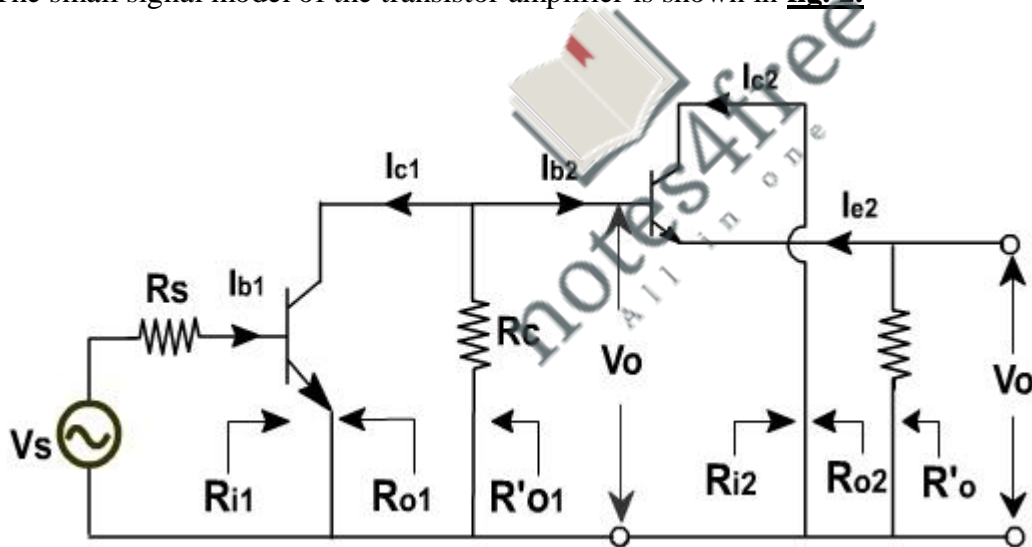 The small signal model of the transistor amplifier is shown in fig. 2.
Ic2
Ic1
Ib2
Ie2
Rs
Ib1
Rc
Vo
Vo
Vs
Ri1
Ro1
R'o1
Ri2
Ro2
R'o
notes4free
All in one